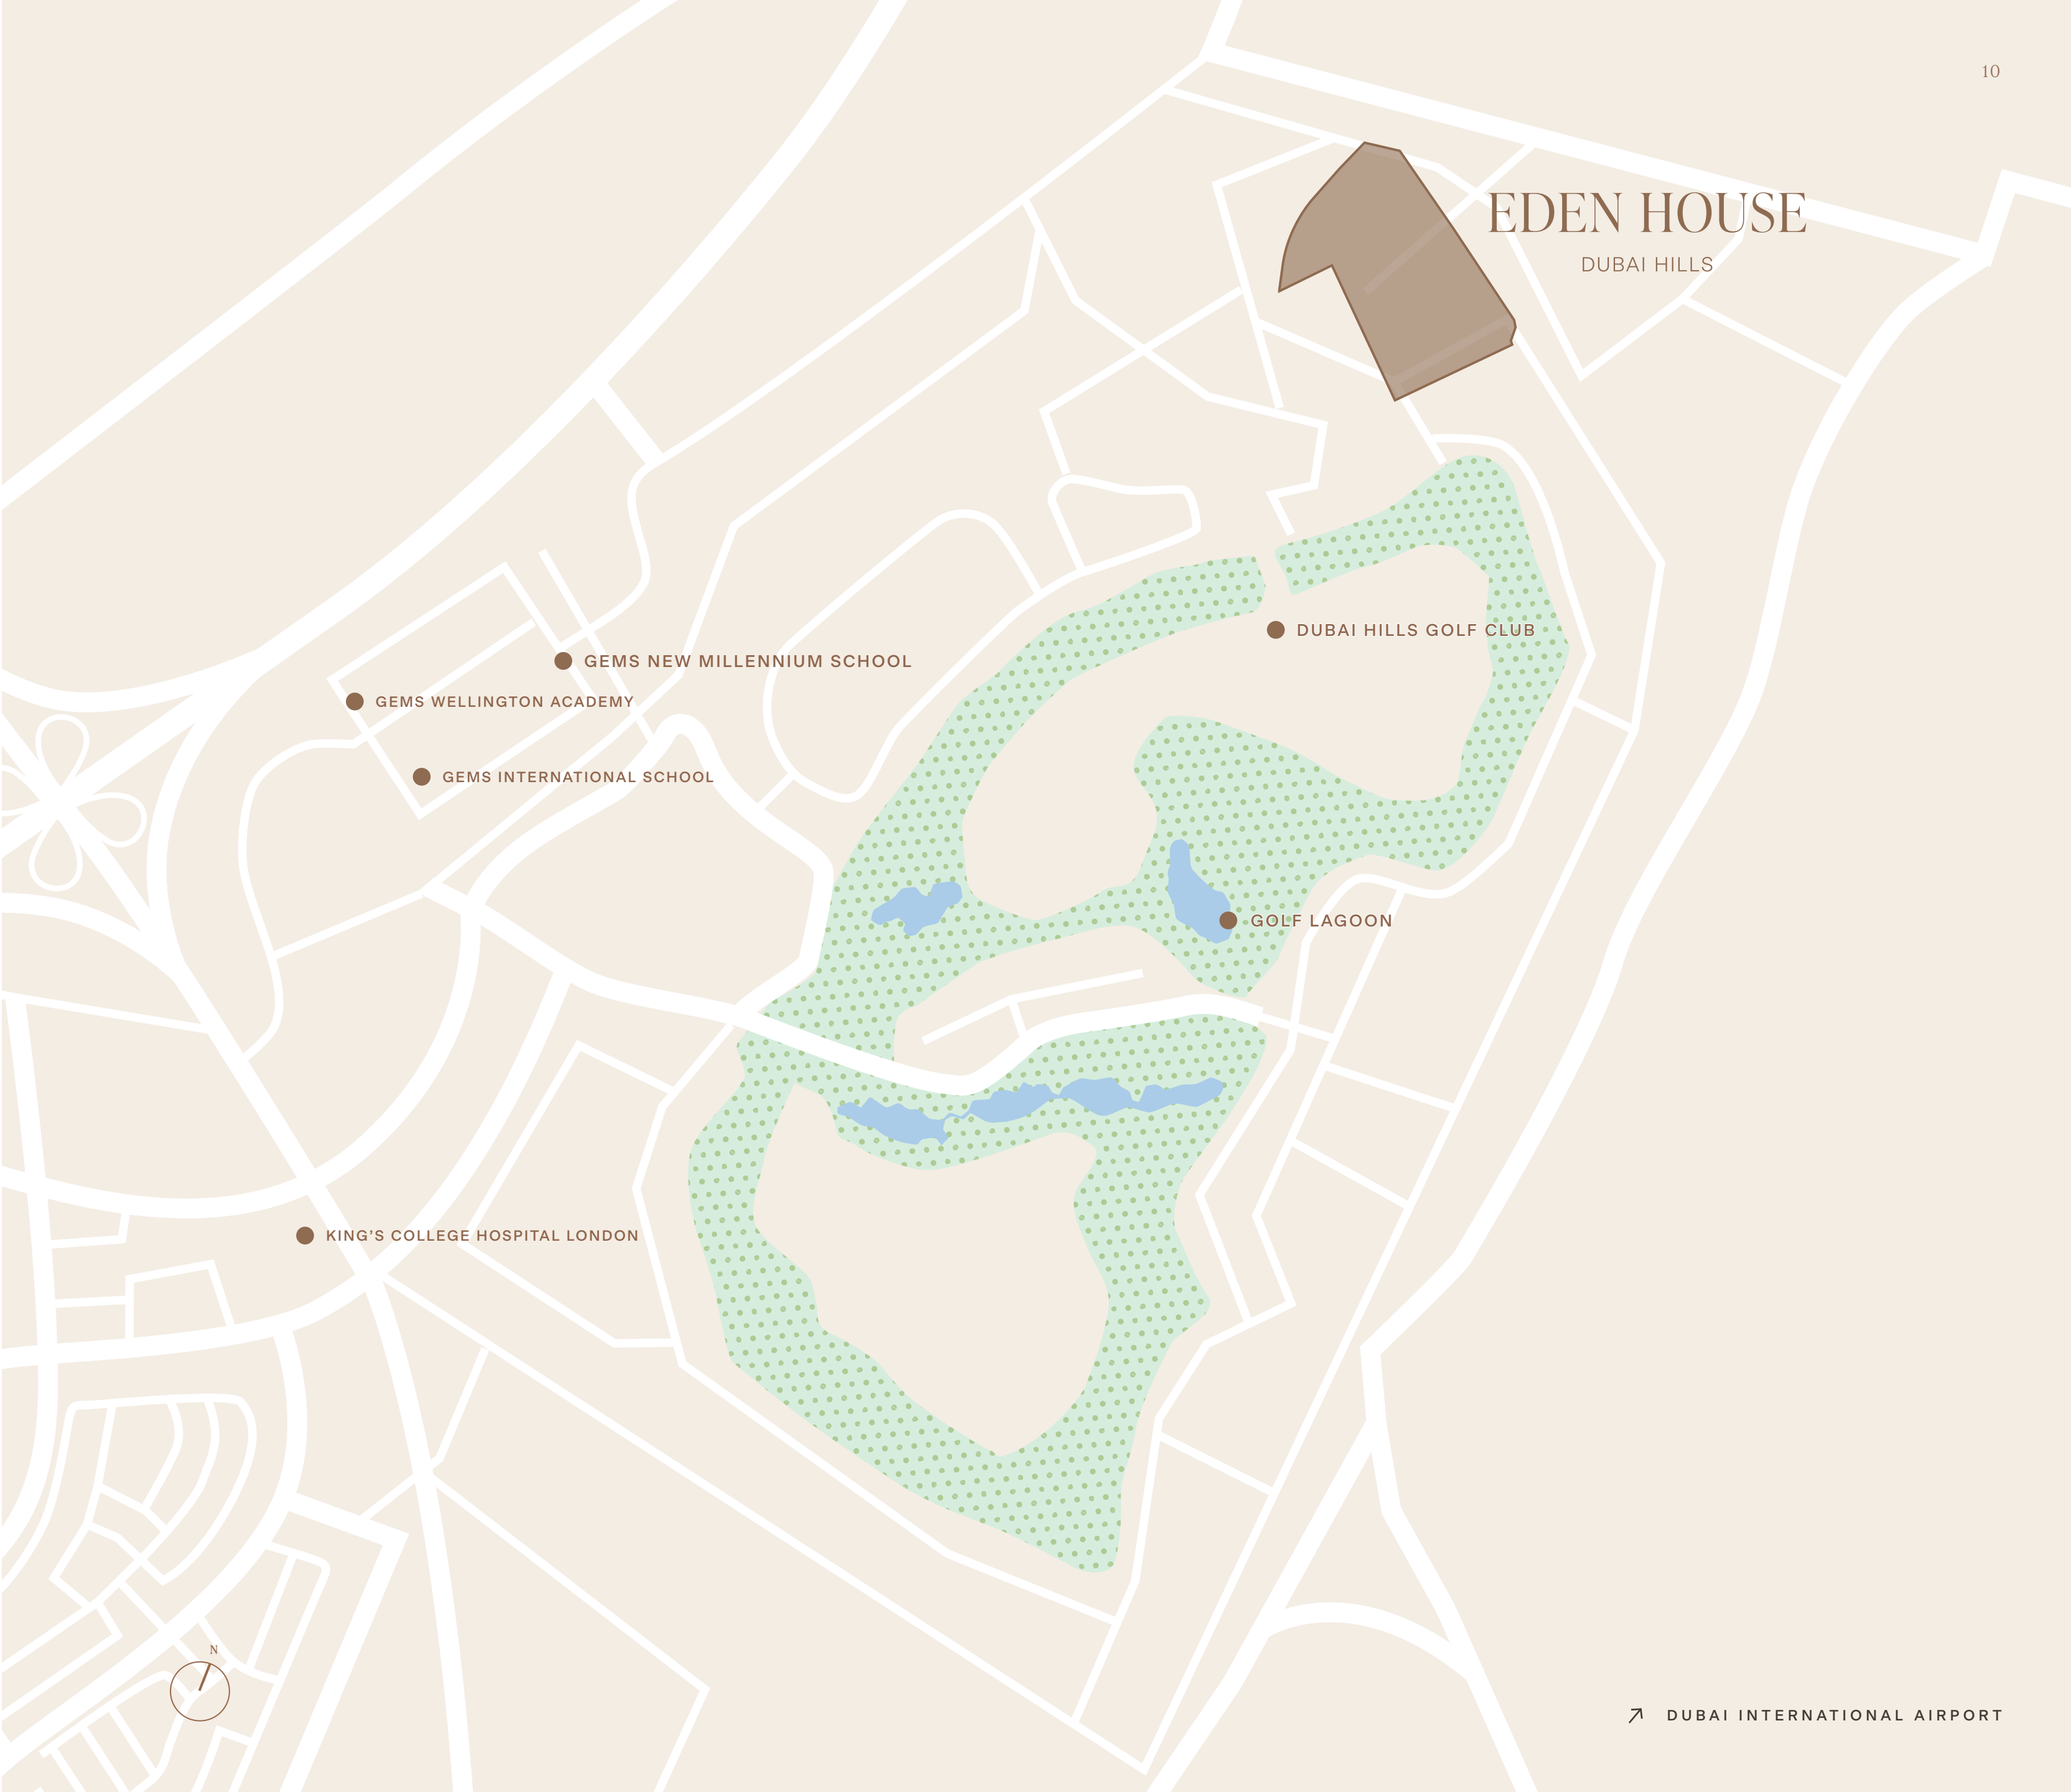 10
EDEN HOUSE
DUBAI HILLS
DUBAI HILLS GOLF CLUB
GEMS NEW MILLENNIUM SCHOOL
GEMS WELLINGTON ACADEMY
GEMS INTERNATIONAL SCHOOL
GOLF LAGOON
KING’S COLLEGE HOSPITAL LONDON
N
DUBAI INTERNATIONAL AIRPORT